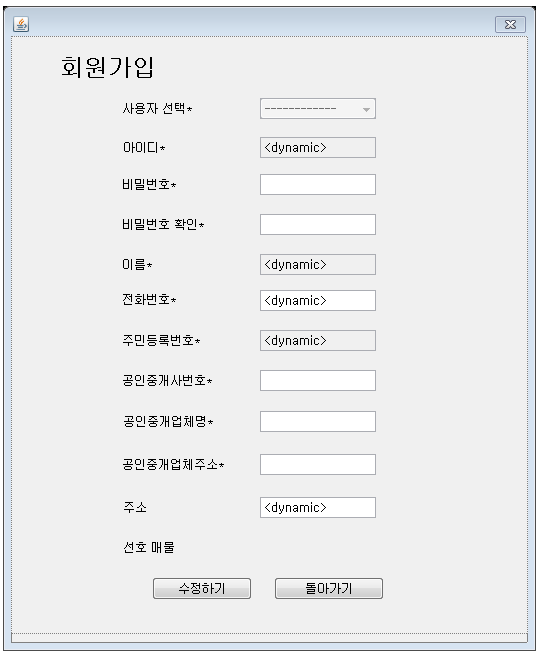 회원가입
사용자 선택* ------------
아이디* <dynamic>
비밀번호*
비밀번호 확인*
이름* <dynamic>
전화번호* <dynamic>
주민등록번호* <dynamic>
공인중개사번호*
공인중개업체명*
공인중개업체주소*
주소 <dynamic>
선호 매물
수정하기 돌아가기